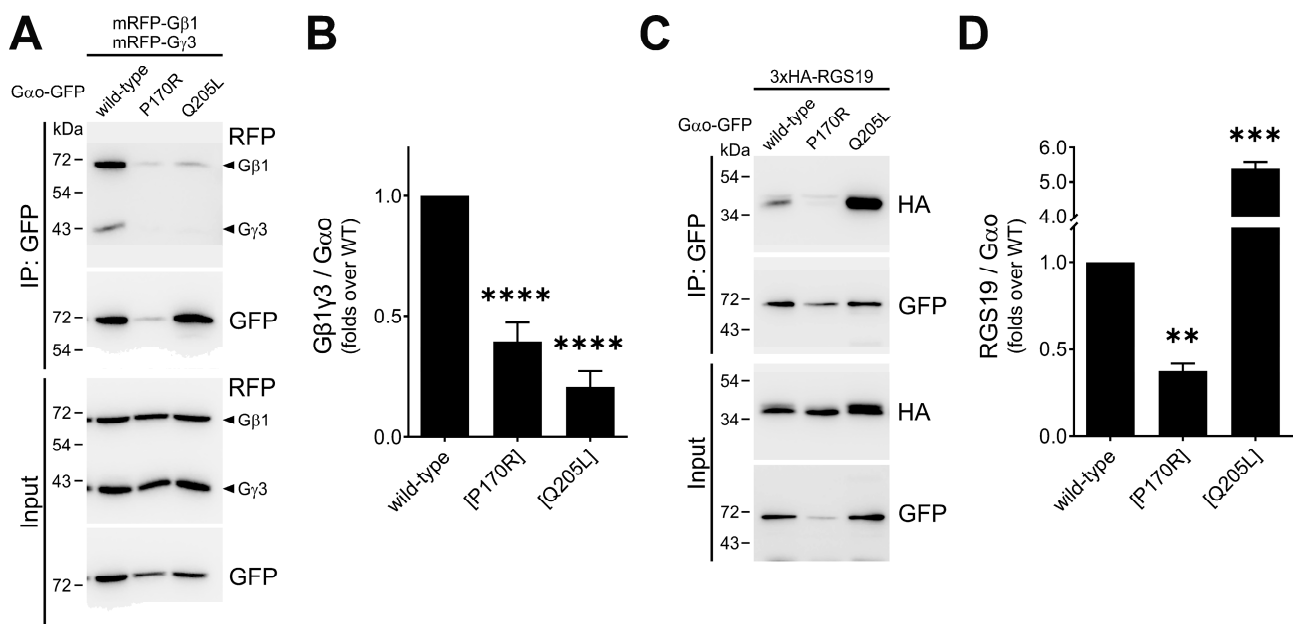 A
mRFP-Gβ1
mRFP-Gγ3
Gαo-GFP
wild-type
P170R
Q205L
kDa
RFP
72
Gβ1
54
43
Gγ3
IP: GFP
72
GFP
54
RFP
72
Gβ1
54
43
Gγ3
Input
72
GFP
B
Gβ1γ3 / Gαo
(folds over WT)
1.0
0.5
0.0
****
****
wild-type
[P170R]
[Q205L]
C
3xHA-RGS19
Gαo-GFP
wild-type
P170R
Q205L
kDa
54
34
HA
IP: GFP
72
GFP
43
54
34
HA
Input
72
GFP
43
D
RGS19 / Gαo
(folds over WT)
6.0
5.0
4.0
1.0
0.5
0.0
**
***
wild-type
[P170R]
[Q205L]